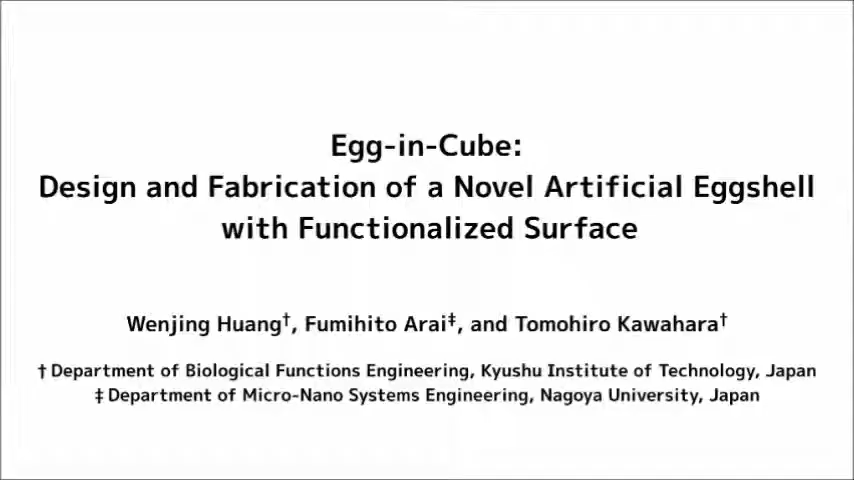 Egg-in-Cube:
Design and Fabrication of a Novel Artificial Eggshell
with Functionalized Surface
Wenjing Huang†, Fumihito Arai‡, and Tomohiro Kawahara†
† Department of Biological Functions Engineering, Kyushu Institute of Technology, Japan
‡ Department of Micro-Nano Systems Engineering, Nagoya University, Japan